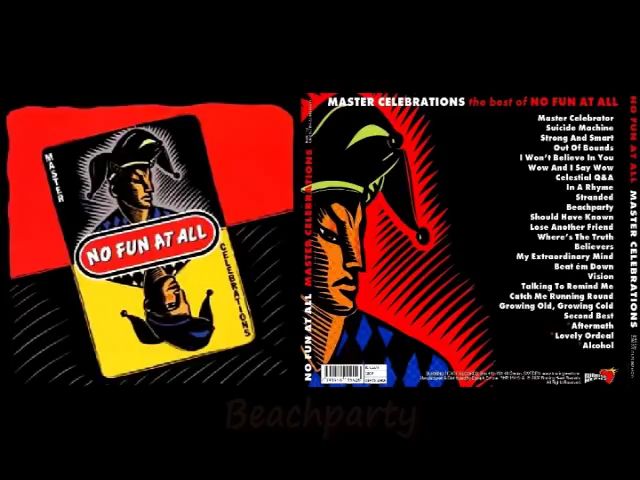 MASTER
NO FUN AT ALL
CELEBRATIONS
NO FUN AT ALL MASTER CELEBRATIONS
MASTER CELEBRATIONS the best of NO FUN AT ALL
Master Celebrator
Suicide Machine
Strong And Smart
Out Of Bounds
I Won't Believe In You
Wow And I Say Wow
Celestial Q&A
In A Rhyme
Stranded
Beachparty
Should Have Known
Lose Another Friend
Where's The Truth
Believers
My Extraordinary Mind
Beat em Down
Vision
Talking To Remind Me
Catch Me Running Round
Growing Old, Growing Cold
Second Best
*Aftermath
*Lovely Ordeal
*Alcohol
NO FUN AT ALL MASTER CELEBRATIONS
Beachparty